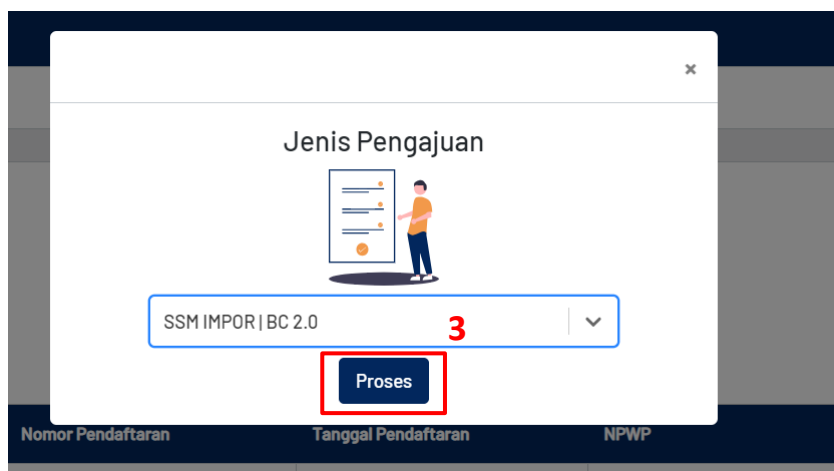 ×
Jenis Pengajuan
SSM IMPOR | BC 2.0
3
Proses
Nomor Pendaftaran Tanggal Pendaftaran NPWP